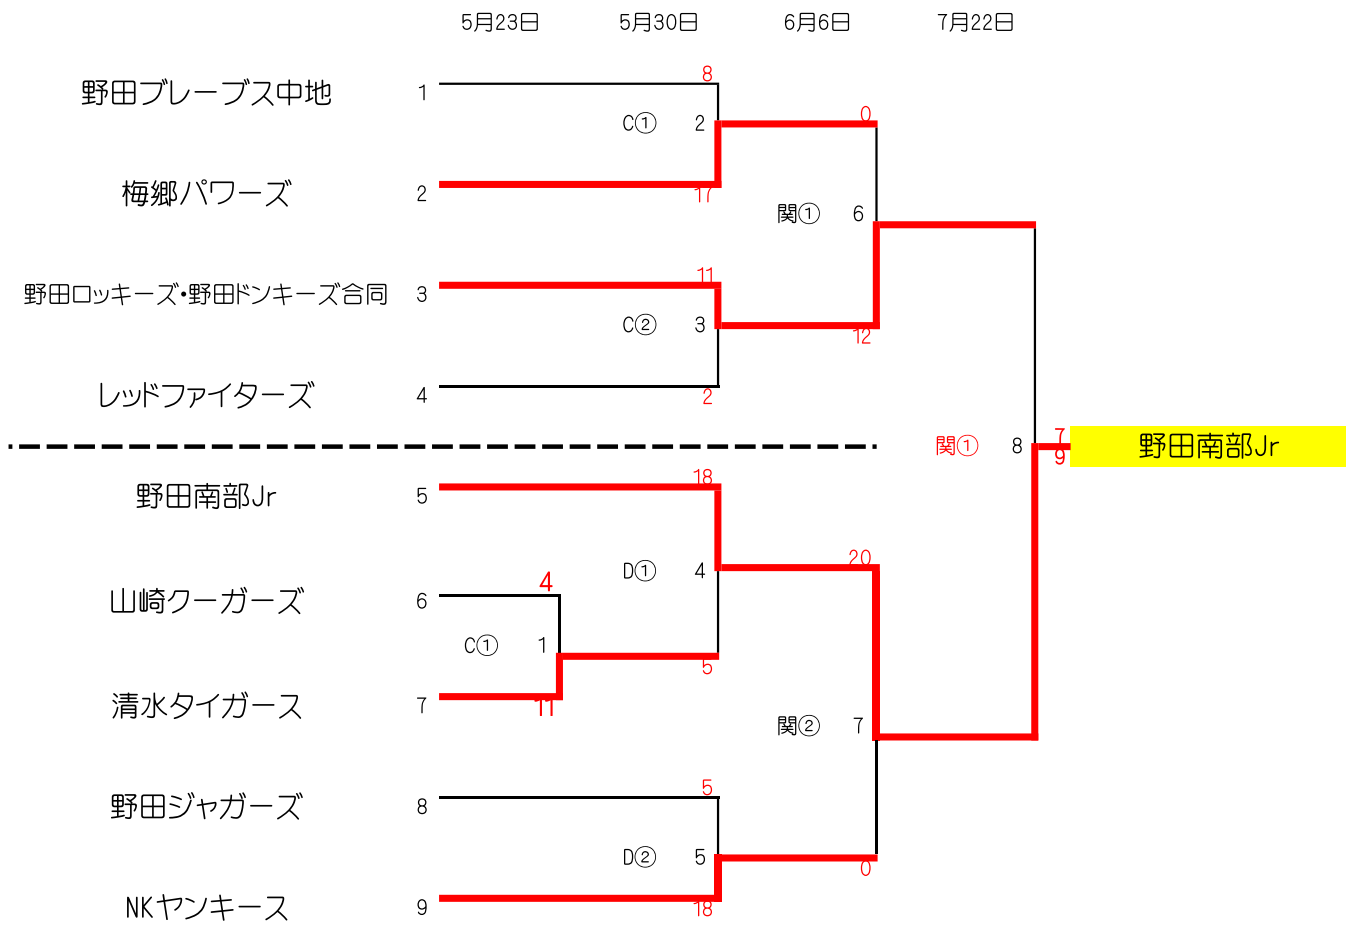 5月23日 5月30日 6月6日 7月22日
8
野田ブレーブス中地 1
C① 2 0
梅郷パワーズ 2
17
関① 6
11
野田ロッキーズ・野田ドンキーズ合同 3
C② 3
12
レッドファイターズ 4
2
7
関① 8 野田南部Jr
9
18
野田南部Jr 5
20
D① 4
4
山崎クーガーズ 6
C① 1
5
清水タイガース 7
11
関② 7
5
野田ジャガーズ 8
D② 5
0
NKヤンキース 9
18